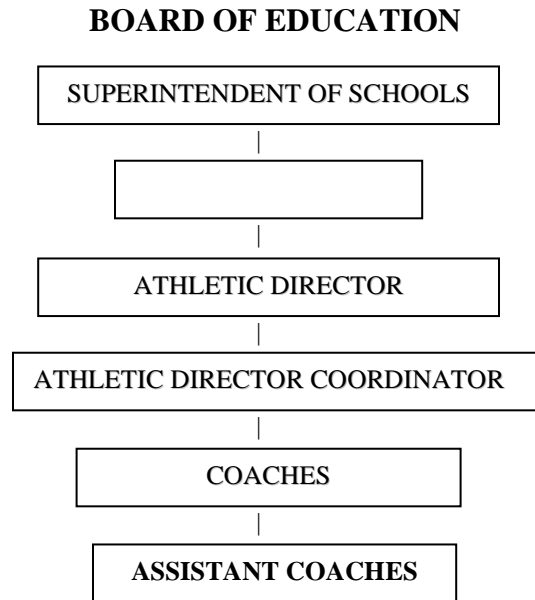 BOARD OF EDUCATION
SUPERINTENDENT OF SCHOOLS
ATHLETIC DIRECTOR
ATHLETIC DIRECTOR COORDINATOR
COACHES
ASSISTANT COACHES